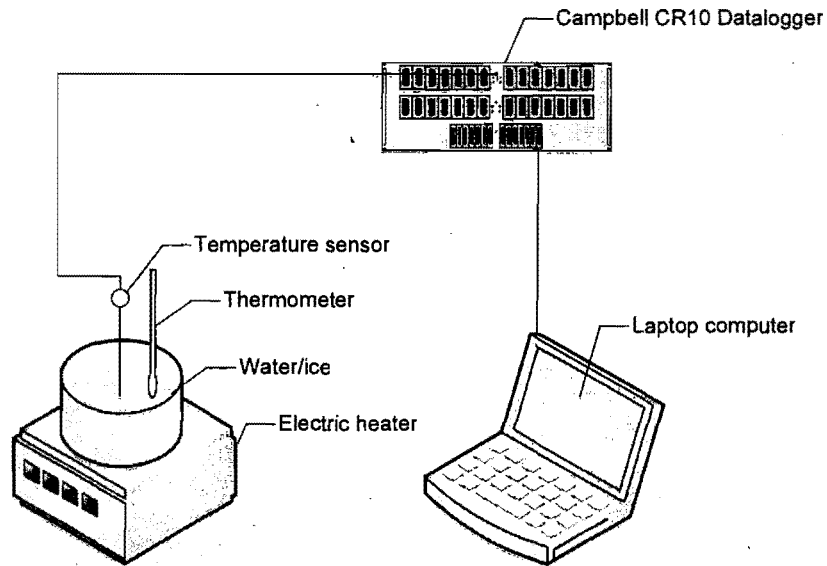 Campbell CR10 Datalogger
Temperature sensor
Thermometer
Laptop computer
Water/ice
Electric heater